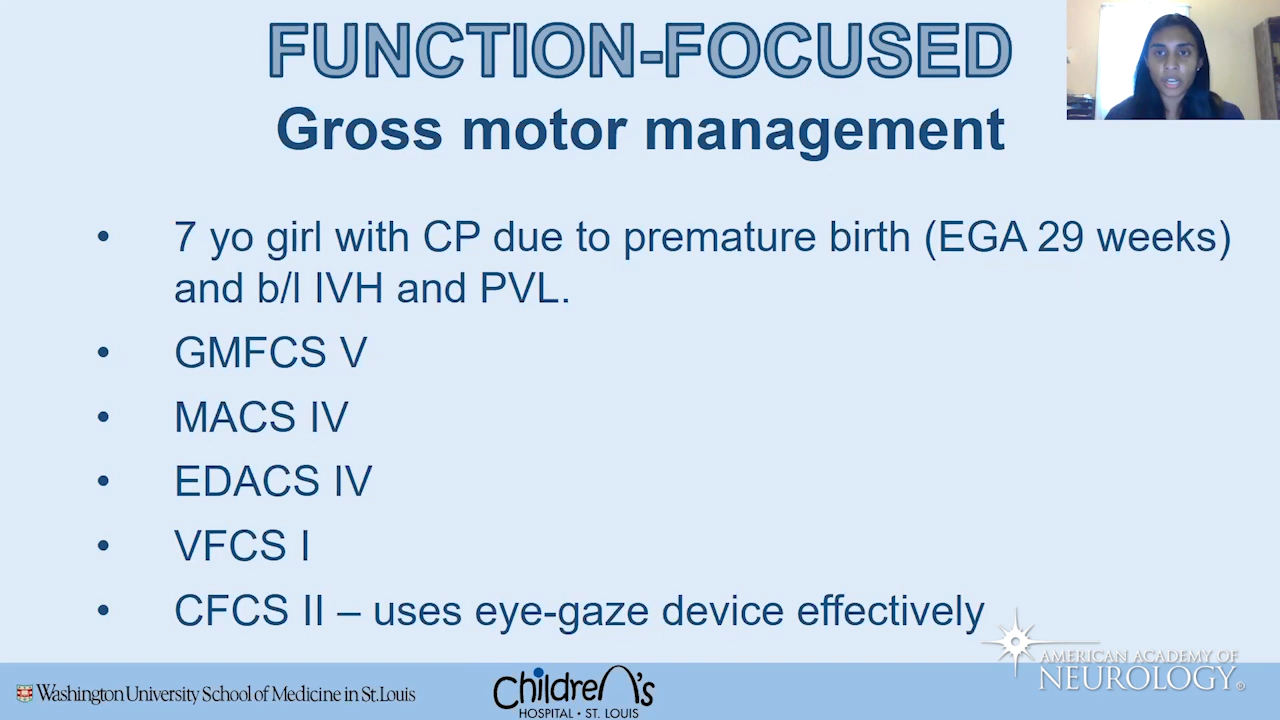 FUNCTION-FOCUSED
Gross motor management
• 7 yo girl with CP due to premature birth (EGA 29 weeks)
and b/l IVH and PVL.
• GMFCS V
• MACS IV
• EDACS IV
• VFCS I
• CFCS II – uses eye-gaze device effectively
AMERICAN ACADEMY OF
NEUROLOGY®
Washington University School of Medicine in St. Louis
Children's
HOSPITAL • ST. LOUIS